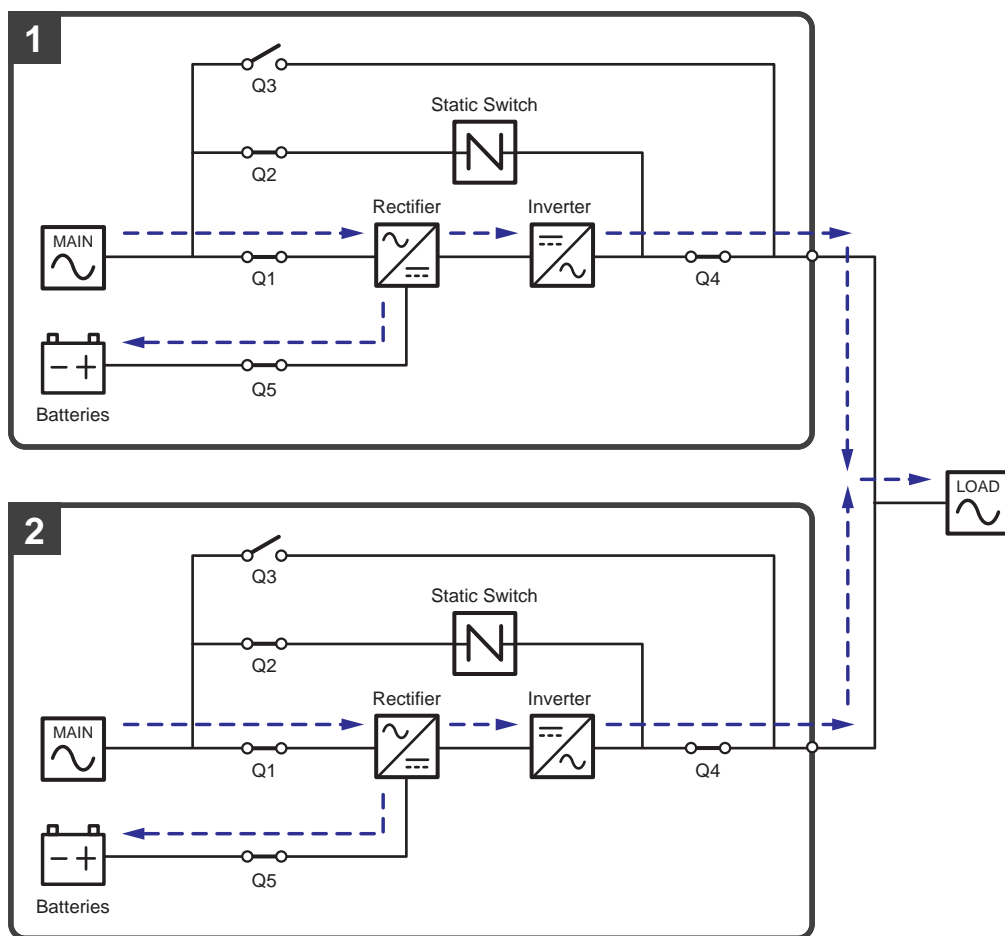 1
Q3
Static Switch
Q2
Rectifier
Inverter
MAIN
Q1
Q4
Batteries
Q5
LOAD
2
Q3
Static Switch
Q2
Rectifier
Inverter
MAIN
Q1
Q4
Batteries
Q5